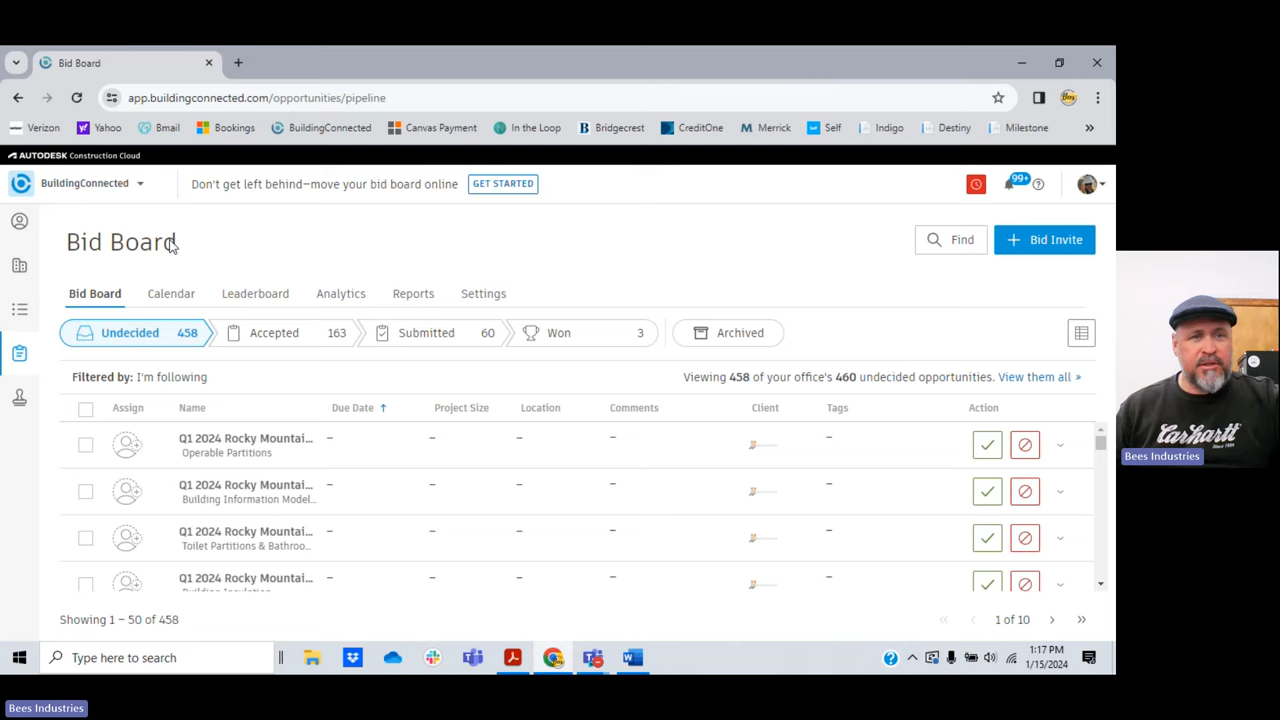 Bid Board
app.buildingconnected.com/opportunities/pipeline
Verizon Yahoo Bmail Bookings BuildingConnected Canvas Payment In the Loop Bridgecrest CreditOne Merrick Self Indigo Destiny Milestone »
AUTODESK Construction Cloud
BuildingConnected Don't get left behind—move your bid board online GET STARTED 99+
Bid Board Find + Bid Invite
Bid Board Calendar Leaderboard Analytics Reports Settings
Undecided 458 Accepted 163 Submitted 60 Won 3 Archived
Filtered by: I'm following Viewing 458 of your office's 460 undecided opportunities. View them all »
Assign Name Due Date ↑ Project Size Location Comments Client Tags Action
Q1 2024 Rocky Mountai... – – – – –
Operable Partitions
Q1 2024 Rocky Mountai... – – – – –
Building Information Model...
Q1 2024 Rocky Mountai... – – – – –
Toilet Partitions & Bathroo...
Q1 2024 Rocky Mountai... – – – – –
Building Insulation
Showing 1 – 50 of 458 « ‹ 1 of 10 › »
Type here to search
1:17 PM
1/15/2024
Carhartt
Bees Industries
Bees Industries